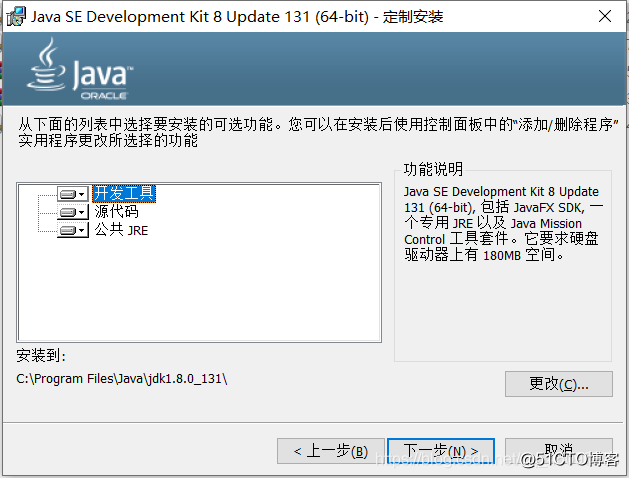 Java SE Development Kit 8 Update 131 (64-bit) - 定制安装
Java™
ORACLE
从下面的列表中选择要安装的可选功能。您可以在安装后使用控制面板中的“添加/删除程序”
实用程序更改所选择的功能
开发工具
源代码
公共 JRE
功能说明
Java SE Development Kit 8 Update
131 (64-bit), 包括 JavaFX SDK, 一
个专用 JRE 以及 Java Mission
Control 工具套件。它要求硬盘
驱动器上有 180MB 空间。
安装到:
C:\Program Files\Java\jdk1.8.0_131\
更改(C)...
< 上一步(B)
下一步(N) >
取消
@51CTO博客